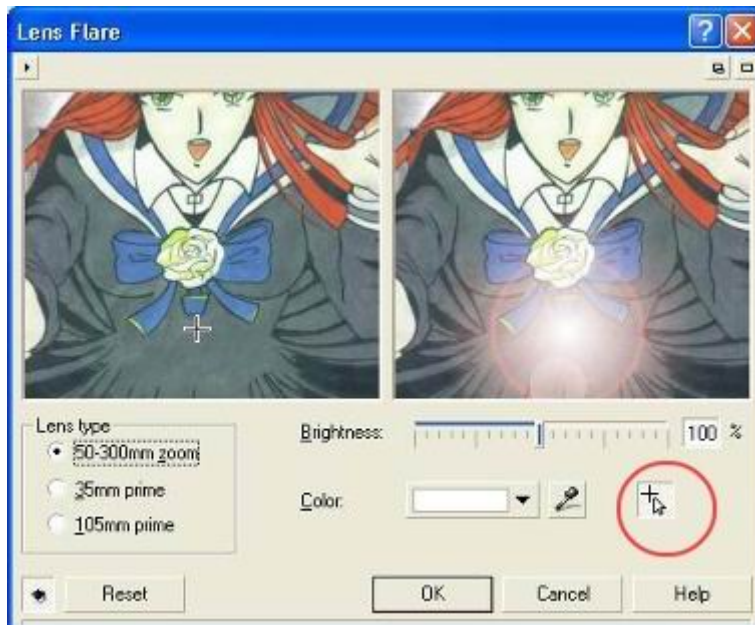 Lens Flare
Lens type
50-300mm zoom
35mm prime
105mm prime
Brightness:
100 %
Color:
Reset
OK
Cancel
Help